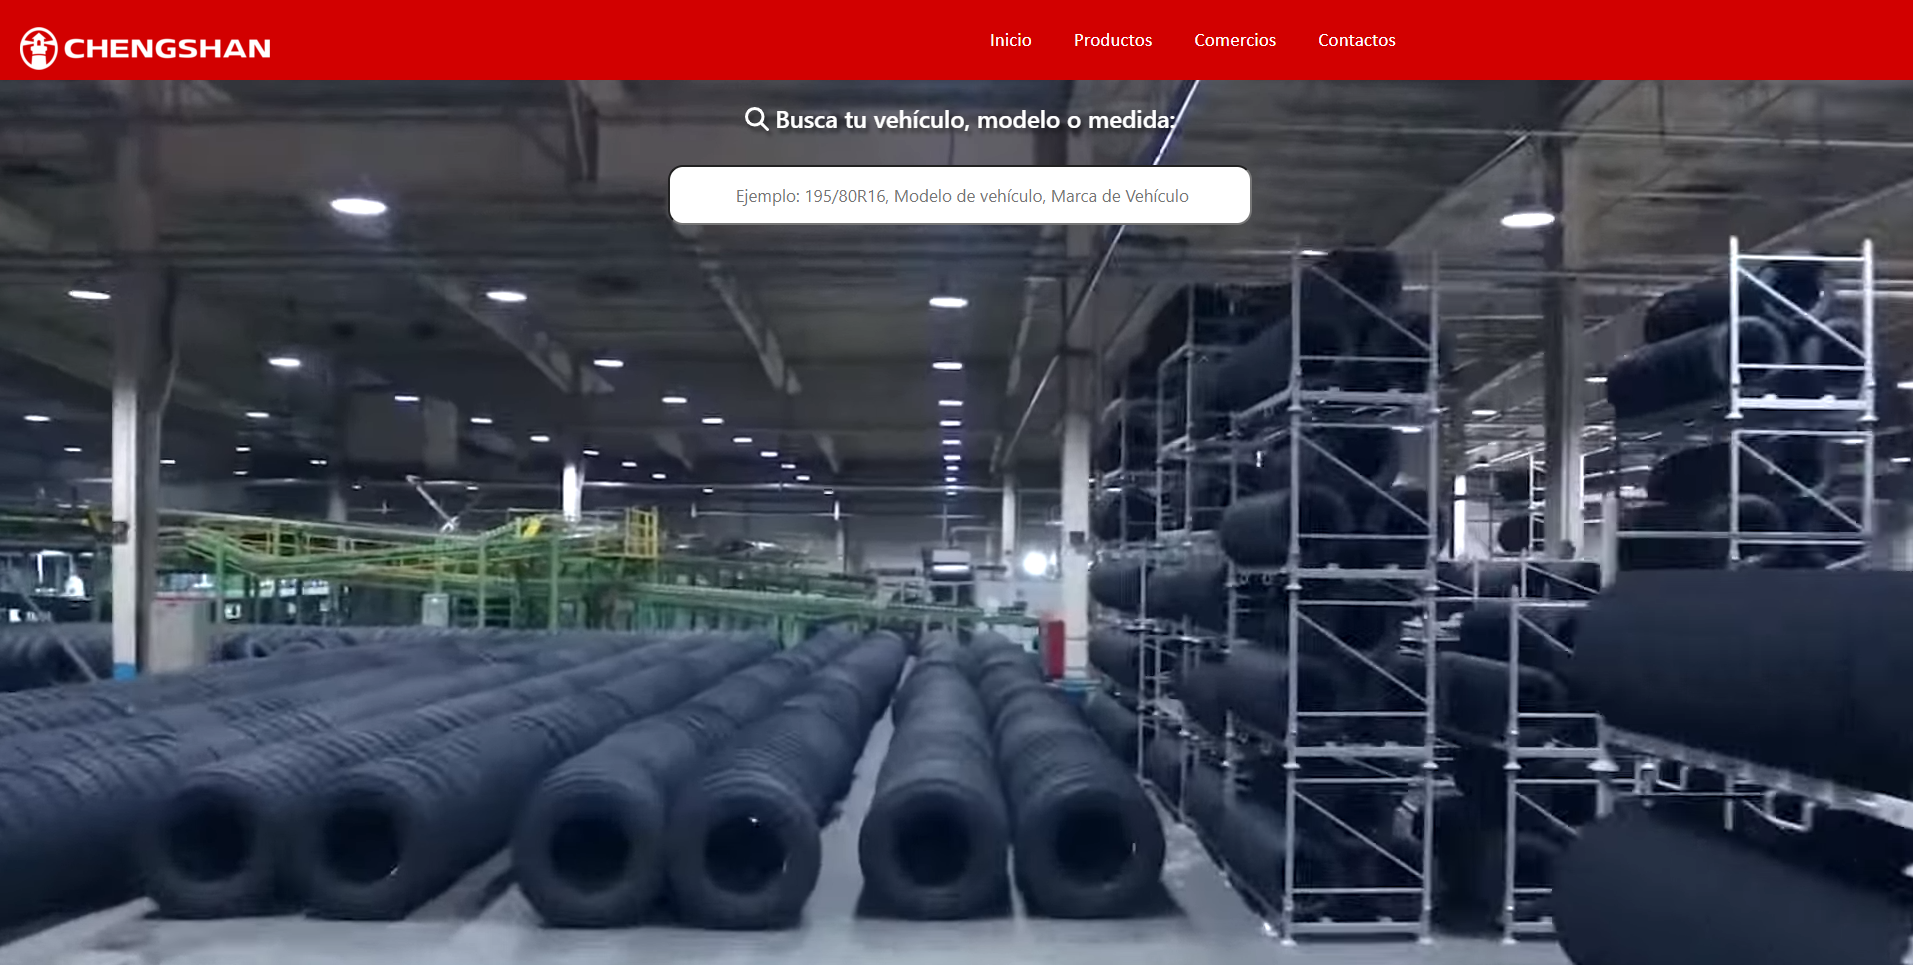 CHENGSHAN
Inicio Productos Comercios Contactos
Busca tu vehículo, modelo o medida:
Ejemplo: 195/80R16, Modelo de vehículo, Marca de Vehículo